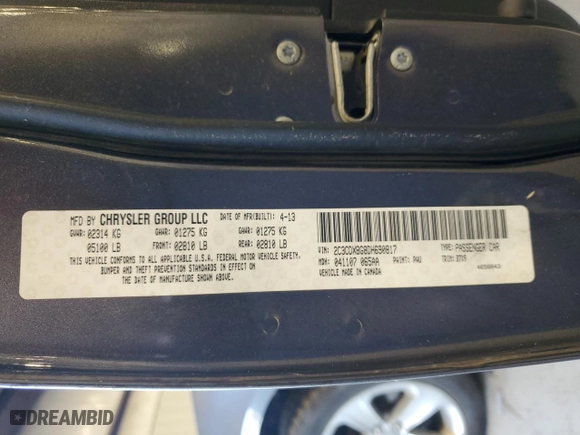 MFD BY CHRYSLER GROUP LLC DATE OF MFR(BUILT): 4-13
GVWR: 02314 KG GAWR: 01275 KG GAWR: 01275 KG
05100 LB FRONT: 02810 LB REAR: 02810 LB
THIS VEHICLE CONFORMS TO ALL APPLICABLE U.S.A. FEDERAL MOTOR VEHICLE SAFETY,
BUMPER AND THEFT PREVENTION STANDARDS IN EFFECT ON
THE DATE OF MANUFACTURE SHOWN ABOVE.
VIN: 2C3CDXBG8DH690817 TYPE: PASSENGER CAR
MDH: 041107 065AA PAINT: PAU TRIM:
VEHICLE MADE IN CANADA
DREAMBID